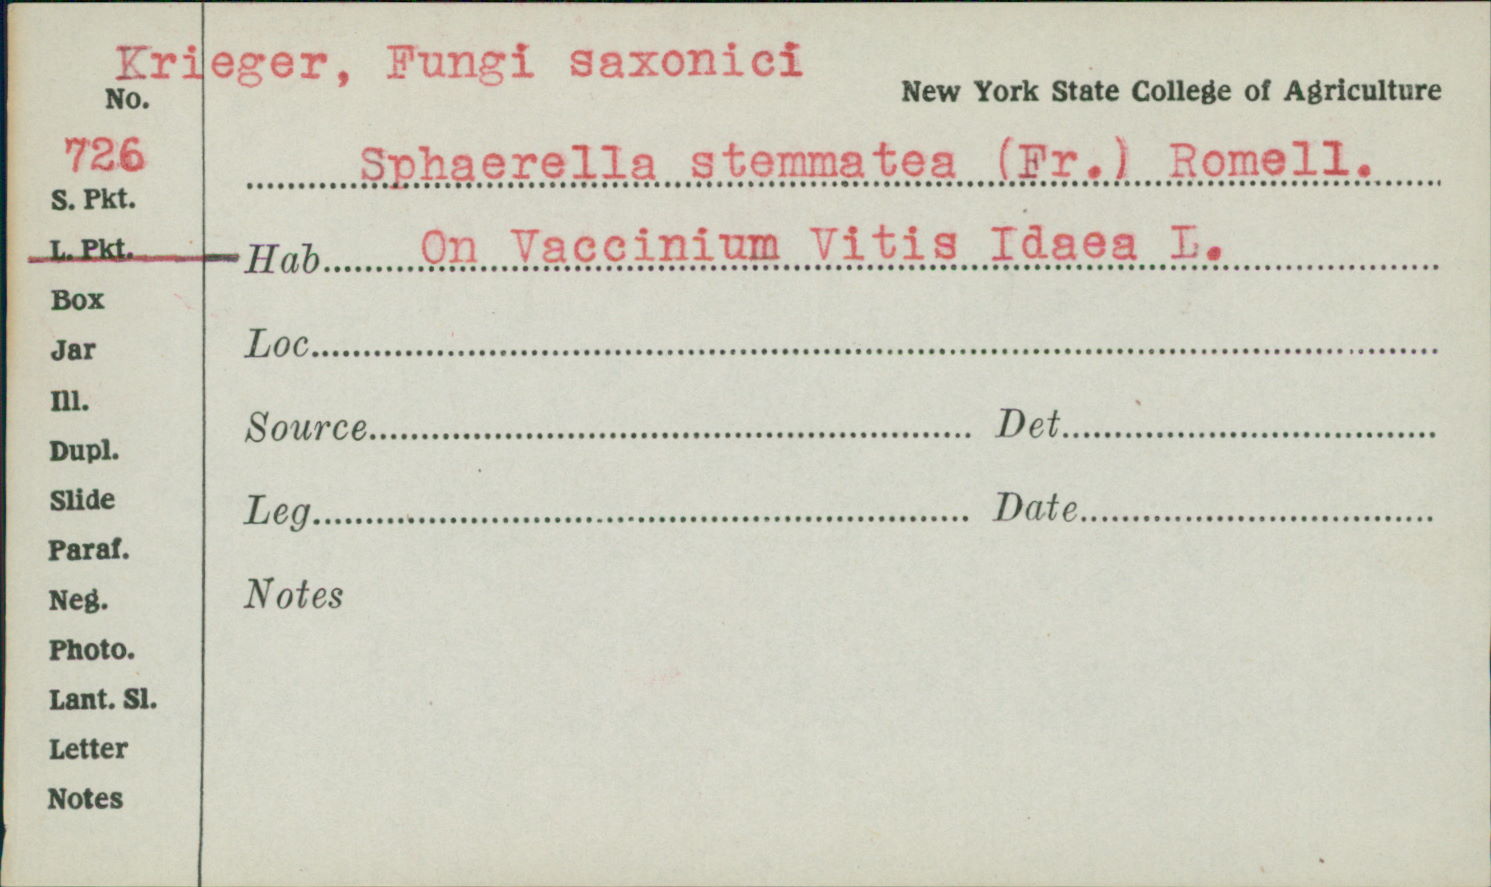 Krieger, Fungi saxonici
No.
New York State College of Agriculture
726
Sphaerella stemmatea (Fr.) Romell.
S. Pkt.
L. Pkt.
Hab. On Vaccinium Vitis Idaea L.
Box
Jar
Loc.
Ill.
Source Det.
Dupl.
Slide
Leg. Date
Paraf.
Neg.
Notes
Photo.
Lant. Sl.
Letter
Notes